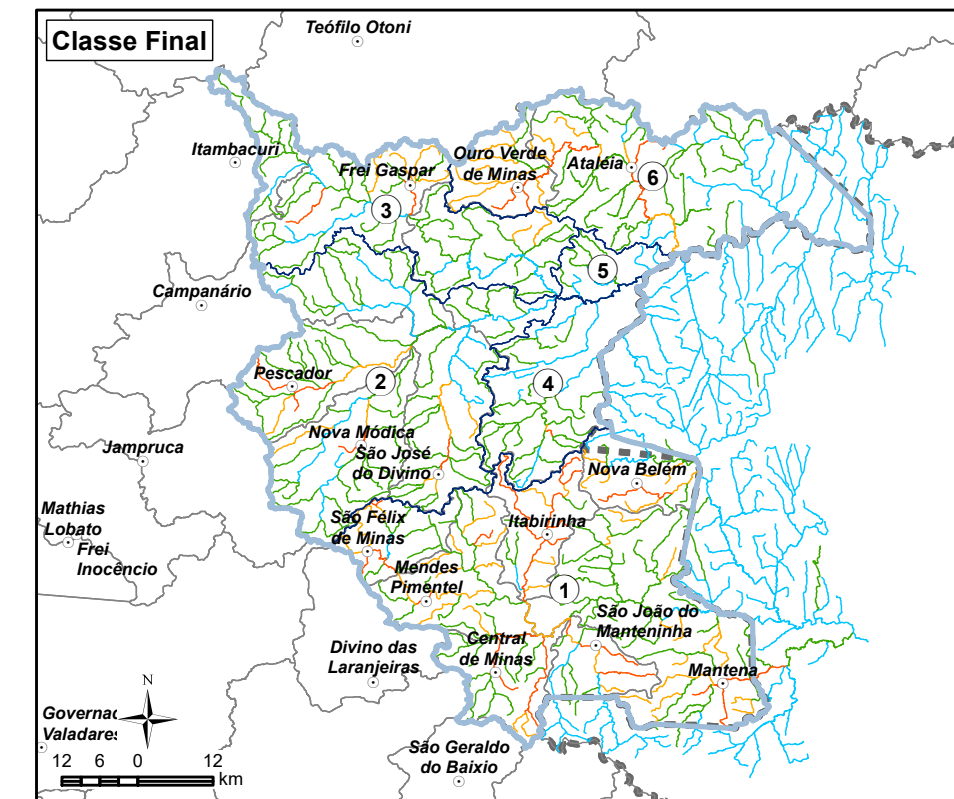 Classe Final
Teófilo Otoni
Itambacuri
Frei Gaspar
Ouro Verde
de Minas
Ataléia
6
3
5
Campanário
Pescador
2
4
Nova Módica
São José
do Divino
Jampruca
Nova Belém
Mathias
Lobato
Frei
Inocêncio
São Félix
de Minas
Itabirinha
Mendes
Pimentel
1
São João do
Manteninha
Divino das
Laranjeiras
Central
de Minas
Mantena
N
Governac
Valadares
São Geraldo
do Baixio
12 6 0 12
km